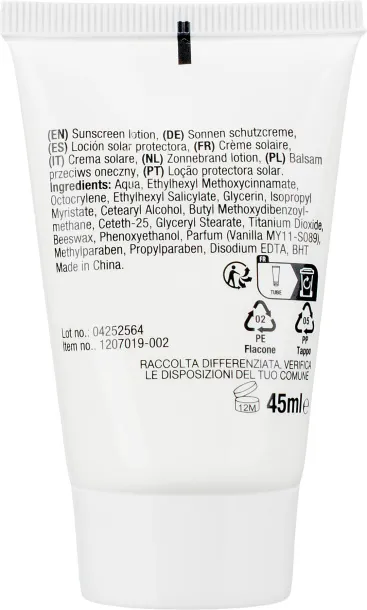 (EN) Sunscreen lotion, (DE) Sonnen schutzcreme,
(ES) Loción solar protectora, (FR) Crème solaire,
(IT) Crema solare, (NL) Zonnebrand lotion, (PL) Balsam
przeciws oneczny, (PT) Loção protectora solar.
Ingredients: Aqua, Ethylhexyl Methoxycinnamate,
Octocrylene, Ethylhexyl Salicylate, Glycerin, Isopropyl
Myristate, Cetearyl Alcohol, Butyl Methoxydibenzoyl-
methane, Ceteth-25, Glyceryl Stearate, Titanium Dioxide,
Beeswax, Phenoxyethanol, Parfum (Vanilla MY11-S089),
Methylparaben, Propylparaben, Disodium EDTA, BHT
Made in China.
FR
TUBE
02
PE
Flacone
05
PP
Tappo
Lot no.: 04252564
Item no.: 1207019-002
RACCOLTA DIFFERENZIATA, VERIFICA
LE DISPOSIZIONI DEL TUO COMUNE
12M
45ml e